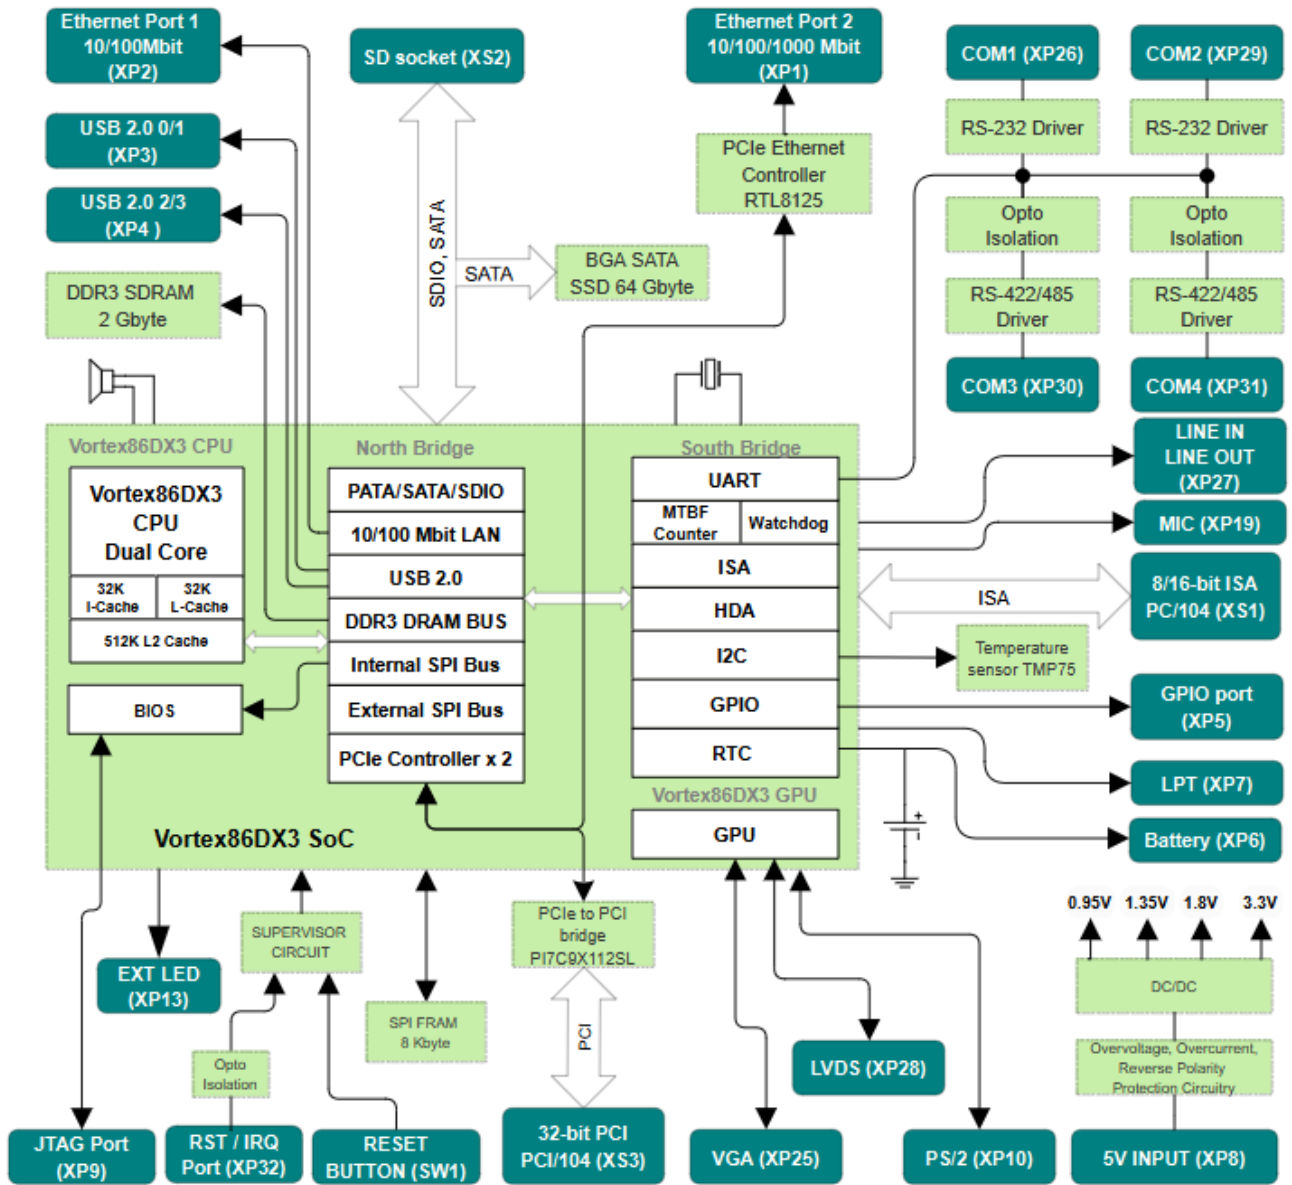 Ethernet Port 1
10/100Mbit
(XP2)
SD socket (XS2)
Ethernet Port 2
10/100/1000 Mbit
(XP1)
COM1 (XP26)
COM2 (XP29)
USB 2.0 0/1
(XP3)
RS-232 Driver
RS-232 Driver
PCIe Ethernet
Controller
RTL8125
USB 2.0 2/3
(XP4 )
Opto
Isolation
Opto
Isolation
SDIO, SATA
SATA
BGA SATA
SSD 64 Gbyte
DDR3 SDRAM
2 Gbyte
RS-422/485
Driver
RS-422/485
Driver
COM3 (XP30)
COM4 (XP31)
Vortex86DX3 CPU
North Bridge
South Bridge
LINE IN
LINE OUT
(XP27)
Vortex86DX3
CPU
Dual Core
32K
I-Cache
32K
L-Cache
512K L2 Cache
BIOS
PATA/SATA/SDIO
10/100 Mbit LAN
USB 2.0
DDR3 DRAM BUS
Internal SPI Bus
External SPI Bus
PCIe Controller x 2
UART
MTBF
Counter
Watchdog
ISA
HDA
I2C
GPIO
RTC
MIC (XP19)
ISA
8/16-bit ISA
PC/104 (XS1)
Temperature
sensor TMP75
GPIO port
(XP5)
LPT (XP7)
Battery (XP6)
+
-
Vortex86DX3 GPU
GPU
Vortex86DX3 SoC
0.95V
1.35V
1.8V
3.3V
SUPERVISOR
CIRCUIT
PCIe to PCI
bridge
PI7C9X112SL
EXT LED
(XP13)
DC/DC
SPI FRAM
8 Kbyte
PCI
Opto
Isolation
LVDS (XP28)
Overvoltage, Overcurrent,
Reverse Polarity
Protection Circuitry
JTAG Port
(XP9)
RST / IRQ
Port (XP32)
RESET
BUTTON (SW1)
32-bit PCI
PCI/104 (XS3)
VGA (XP25)
PS/2 (XP10)
5V INPUT (XP8)